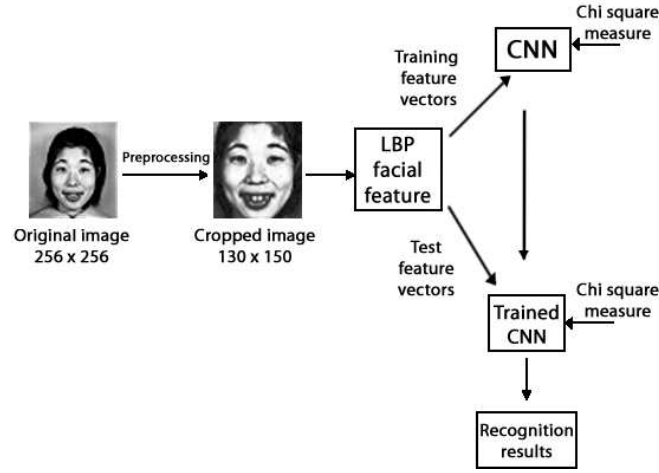 Chi square
measure
CNN
Training
feature
vectors
Preprocessing
LBP
facial
feature
Original image
256 x 256
Cropped image
130 x 150
Test
feature
vectors
Chi square
measure
Trained
CNN
Recognition
results